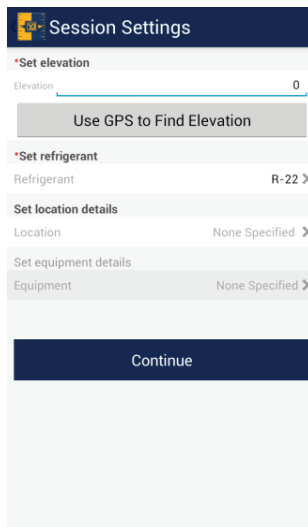 Session Settings
*Set elevation
Elevation 0
Use GPS to Find Elevation
*Set refrigerant
Refrigerant R-22
Set location details
Location None Specified
Set equipment details
Equipment None Specified
Continue